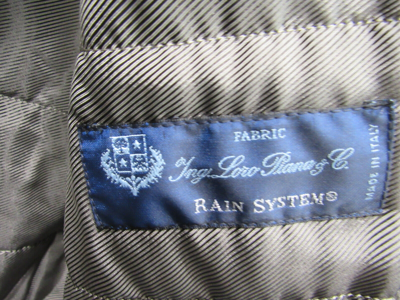 FABRIC
Ing. Loro Piana & C.
RAIN SYSTEM®
MADE IN ITALY